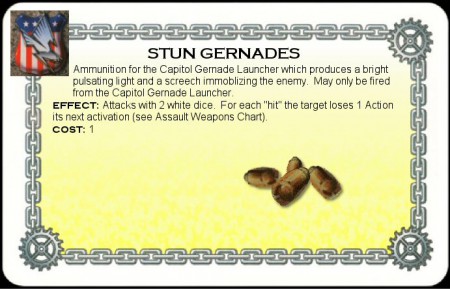 STUN GERNADES
Ammunition for the Capitol Gernade Launcher which produces a bright
pulsating light and a screech immoblizing the enemy. May only be fired
from the Capitol Gernade Launcher.
EFFECT: Attacks with 2 white dice. For each "hit" the target loses 1 Action
its next activation (see Assault Weapons Chart).
COST: 1